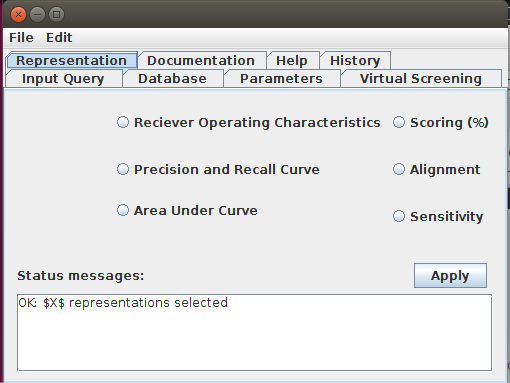 File Edit
Representation Documentation Help History
Input Query Database Parameters Virtual Screening
Reciever Operating Characteristics Scoring (%)
Precision and Recall Curve Alignment
Area Under Curve Sensitivity
Status messages: Apply
OK: $X$ representations selected